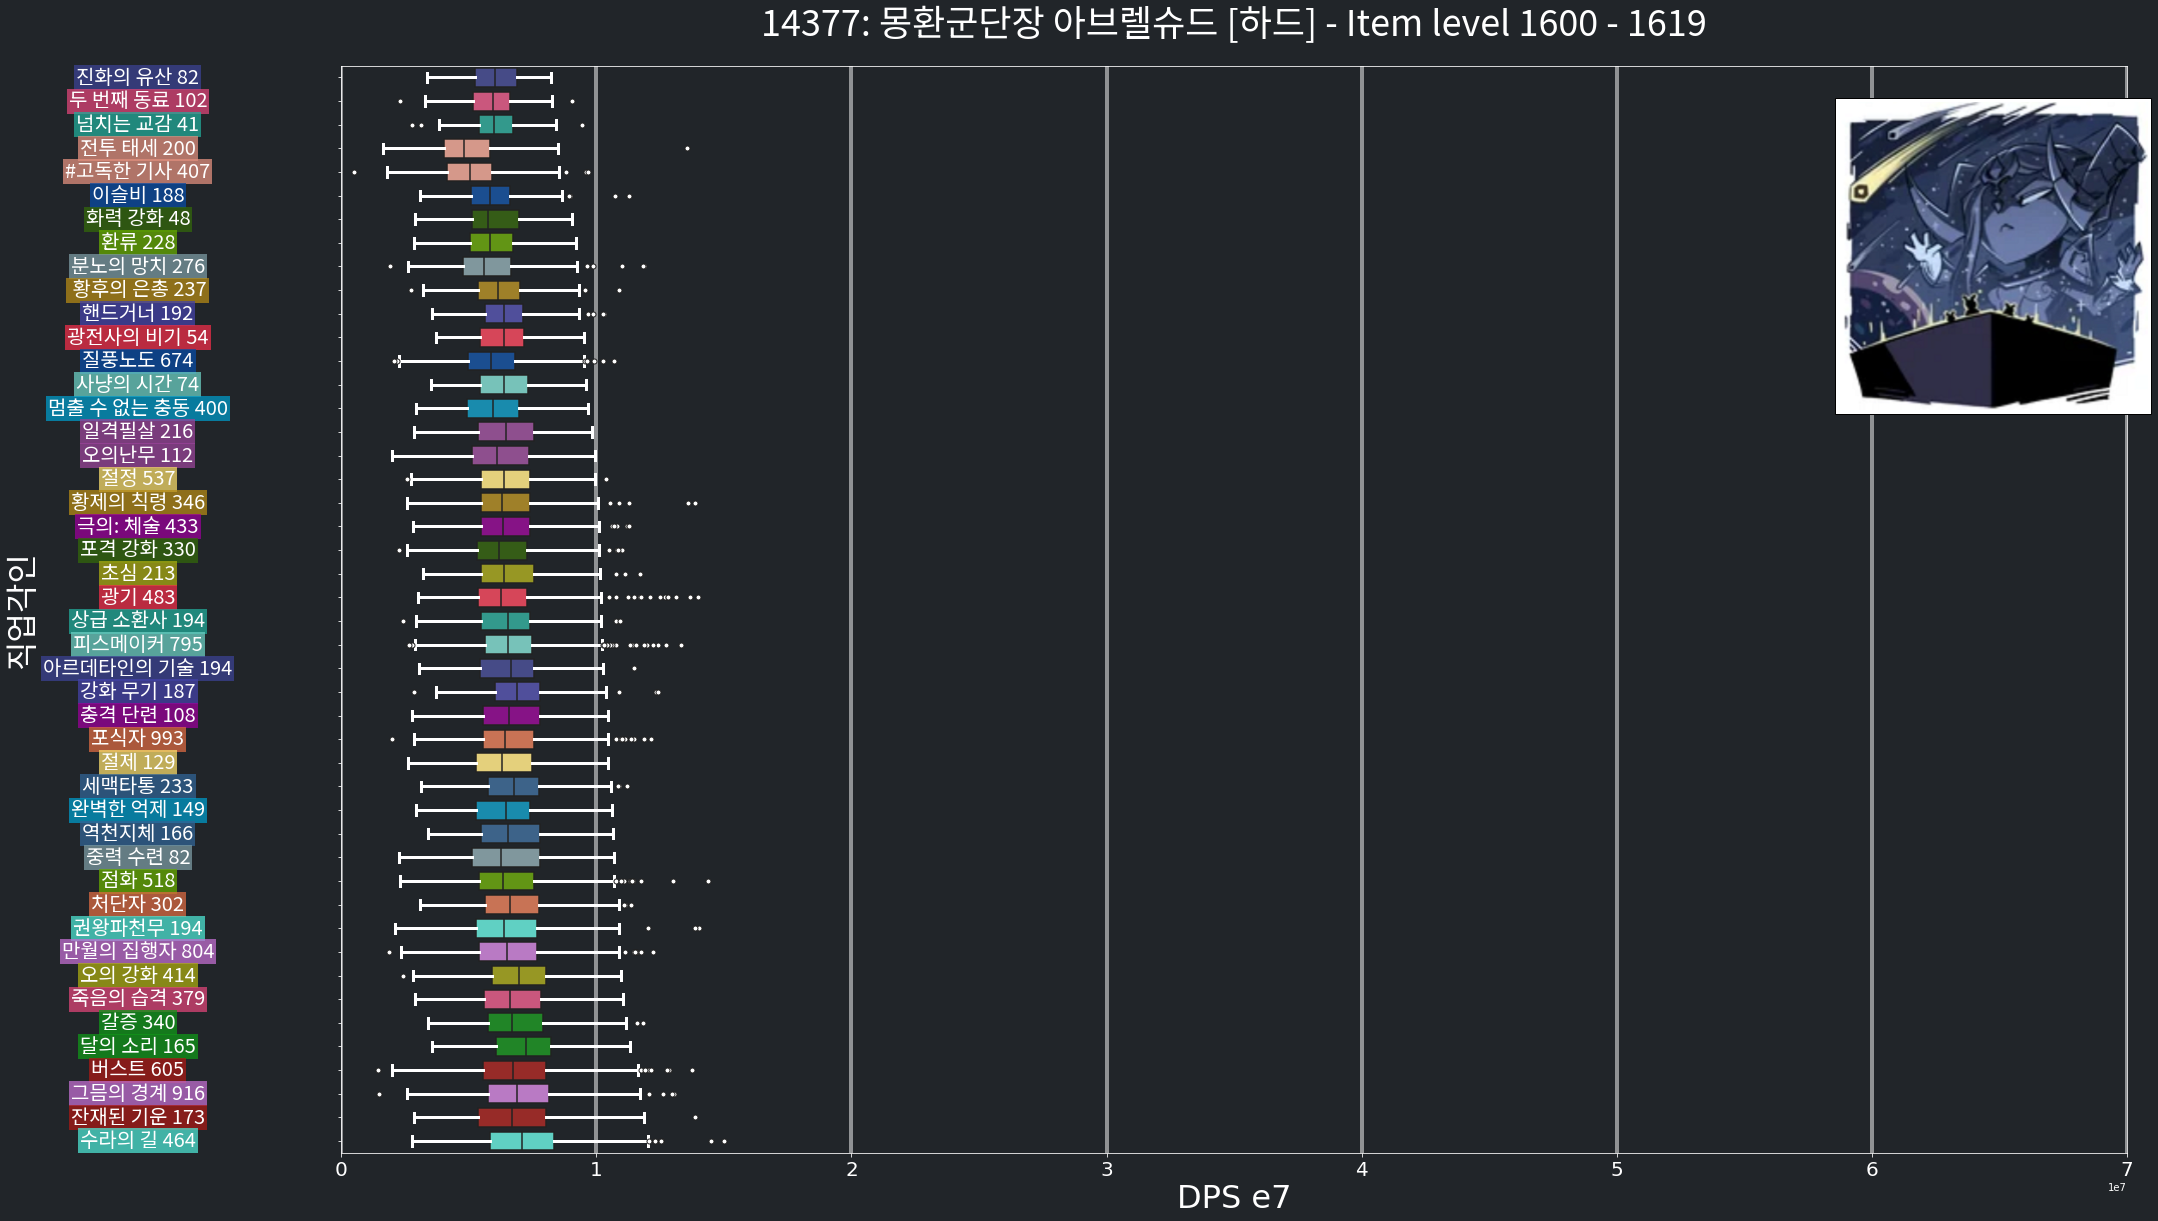 14377: 몽환군단장 아브렐슈드 [하드] - Item level 1600 - 1619
진화의 유산 82
두 번째 동료 102
넘치는 교감 41
전투 태세 200
#고독한 기사 407
이슬비 188
화력 강화 48
환류 228
분노의 망치 276
황후의 은총 237
핸드거너 192
광전사의 비기 54
질풍노도 674
사냥의 시간 74
멈출 수 없는 충동 400
일격필살 216
오의난무 112
절정 537
황제의 칙령 346
극의: 체술 433
포격 강화 330
초심 213
광기 483
상급 소환사 194
피스메이커 795
아르데타인의 기술 194
강화 무기 187
충격 단련 108
포식자 993
절제 129
세맥타통 233
완벽한 억제 149
역천지체 166
중력 수련 82
점화 518
처단자 302
권왕파천무 194
만월의 집행자 804
오의 강화 414
죽음의 습격 379
갈증 340
달의 소리 165
버스트 605
그믐의 경계 916
잔재된 기운 173
수라의 길 464
직업각인
0 1 2 3 4 5 6 7
1e7
DPS e7